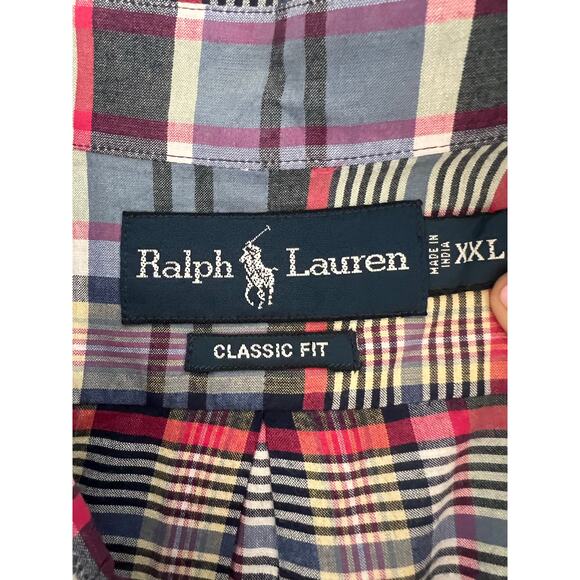 Ralph Lauren
MADE IN
INDIA
XXL
CLASSIC FIT